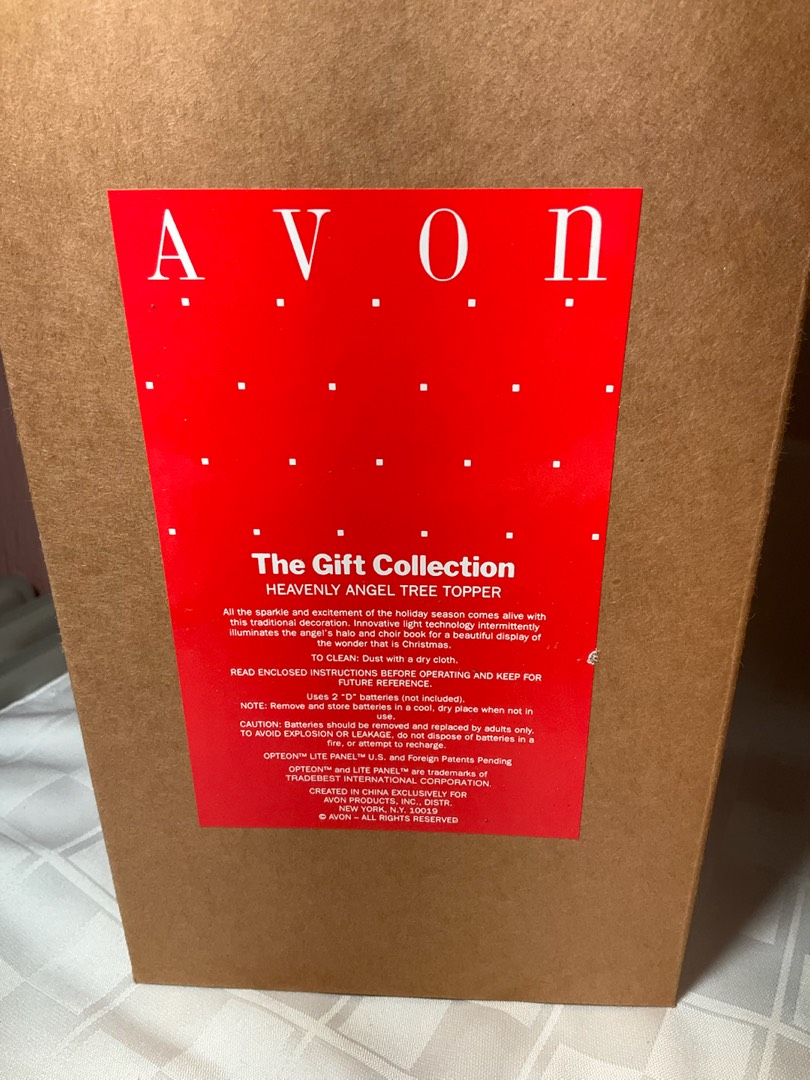 Avon
The Gift Collection
HEAVENLY ANGEL TREE TOPPER
All the sparkle and excitement of the holiday season comes alive with
this traditional decoration. Innovative light technology intermittently
illuminates the angel's halo and choir book for a beautiful display of
the wonder that is Christmas.
TO CLEAN: Dust with a dry cloth.
READ ENCLOSED INSTRUCTIONS BEFORE OPERATING AND KEEP FOR
FUTURE REFERENCE.
Uses 2 "D" batteries (not included).
NOTE: Remove and store batteries in a cool, dry place when not in
use.
CAUTION: Batteries should be removed and replaced by adults only.
TO AVOID EXPLOSION OR LEAKAGE, do not dispose of batteries in a
fire, or attempt to recharge.
OPTEON™ LITE PANEL™ U.S. and Foreign Patents Pending
OPTEON™ and LITE PANEL™ are trademarks of
TRADEBEST INTERNATIONAL CORPORATION.
CREATED IN CHINA EXCLUSIVELY FOR
AVON PRODUCTS, INC., DISTR.
NEW YORK, N.Y. 10019
© AVON – ALL RIGHTS RESERVED